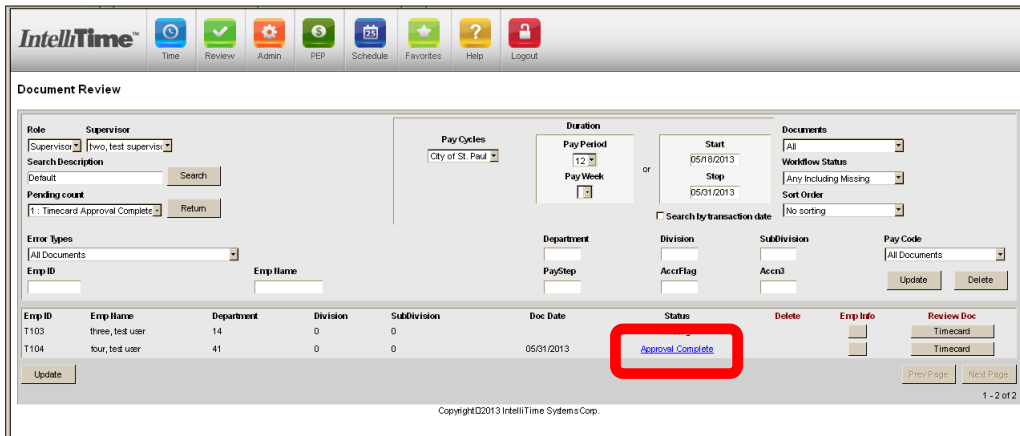 IntelliTime™
Time Review Admin PEP Schedule Favorites Help Logout
Document Review
Role Supervisor
Supervisor two, test superviso
Search Description
Default Search
Pending count
1 : Timecard Approval Complete Return
Pay Cycles
City of St. Paul
Duration
Pay Period
12
Pay Week
or
Start
05/18/2013
Stop
05/31/2013
Search by transaction date
Documents
All
Workflow Status
Any Including Missing
Sort Order
No sorting
Error Types Department Division SubDivision Pay Code
All Documents All Documents
Emp ID Emp Name PayStep AccrFlag Accn3
Update Delete
Emp ID Emp Name Department Division SubDivision Doc Date Status Delete Emp Info Review Doc
T103 three, test user 14 0 0 Timecard
T104 four, test user 41 0 0 05/31/2013 Approval Complete Timecard
Update Prev Page Next Page
1 - 2 of 2
Copyright□2013 IntelliTime Systems Corp.